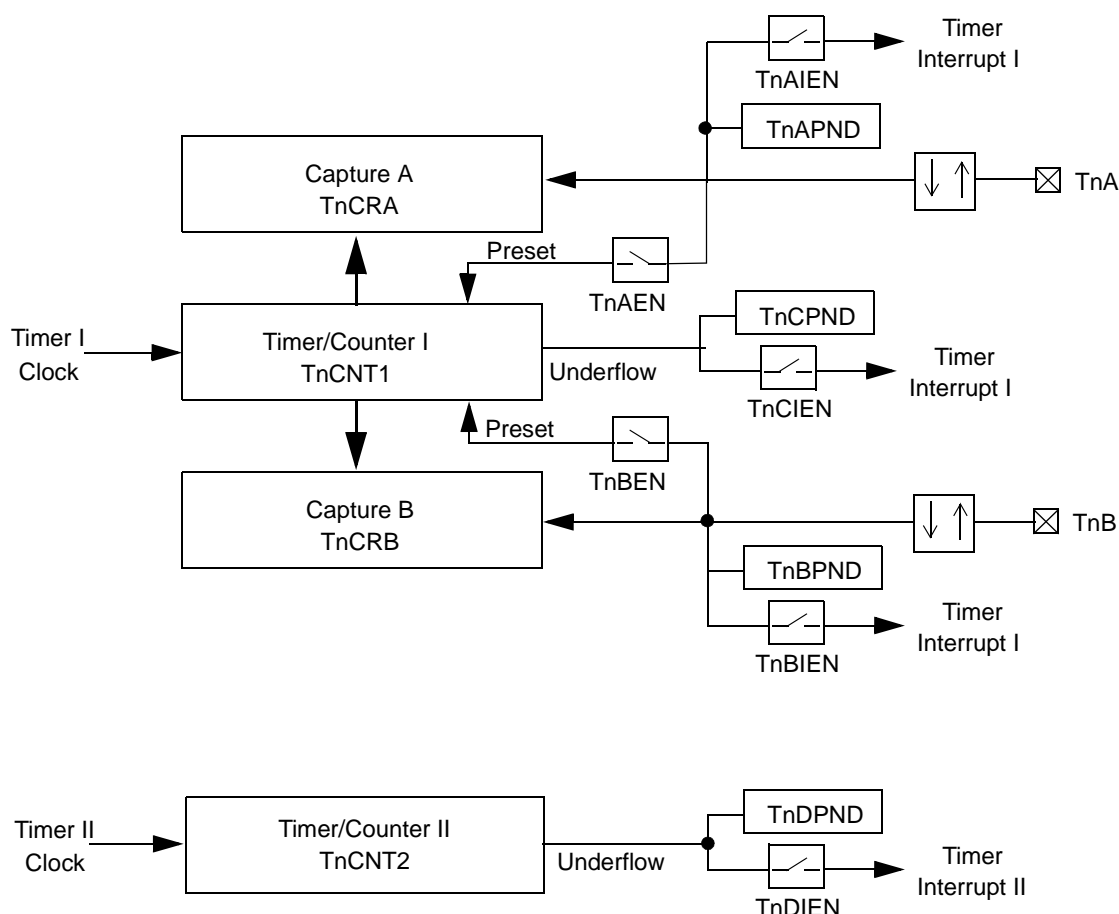 Timer
Interrupt I
TnAIEN
TnAPND
Capture A
TnCRA
TnA
Preset
TnAEN
TnCPND
Timer I
Clock
Timer/Counter I
TnCNT1
Underflow
Timer
Interrupt I
TnCIEN
Preset
TnBEN
Capture B
TnCRB
TnB
TnBPND
Timer
Interrupt I
TnBIEN
TnDPND
Timer II
Clock
Timer/Counter II
TnCNT2
Underflow
Timer
Interrupt II
TnDIEN